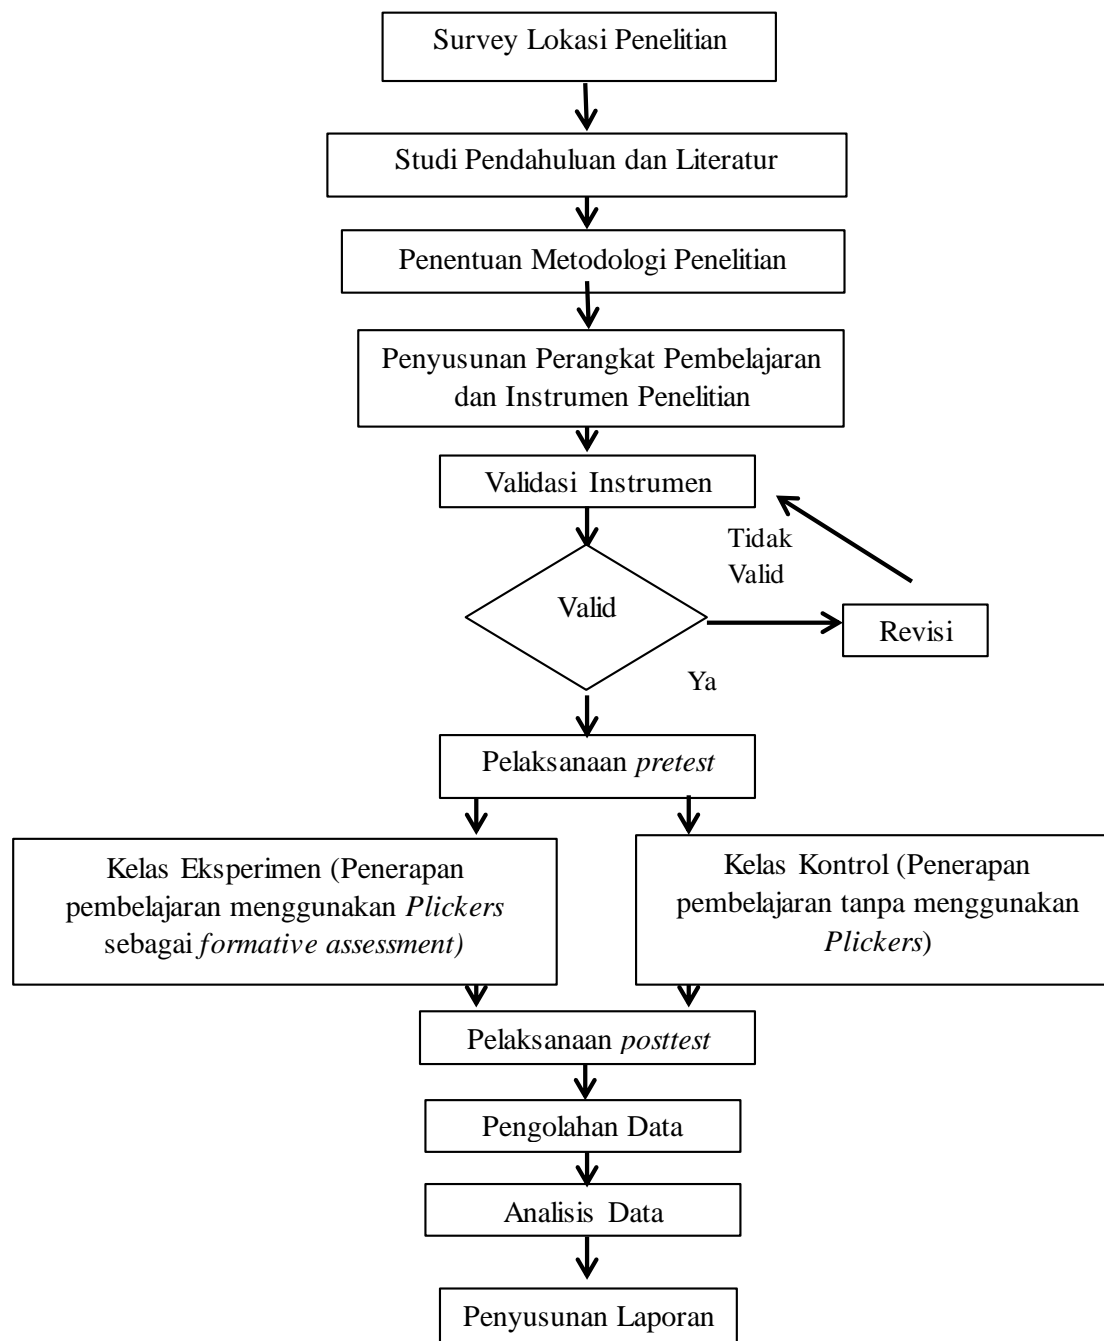 Survey Lokasi Penelitian
Studi Pendahuluan dan Literatur
Penentuan Metodologi Penelitian
Penyusunan Perangkat Pembelajaran
dan Instrumen Penelitian
Validasi Instrumen
Tidak
Valid
Valid
Revisi
Ya
Pelaksanaan pretest
Kelas Eksperimen (Penerapan
pembelajaran menggunakan Plickers
sebagai formative assessment)
Kelas Kontrol (Penerapan
pembelajaran tanpa menggunakan
Plickers)
Pelaksanaan posttest
Pengolahan Data
Analisis Data
Penyusunan Laporan